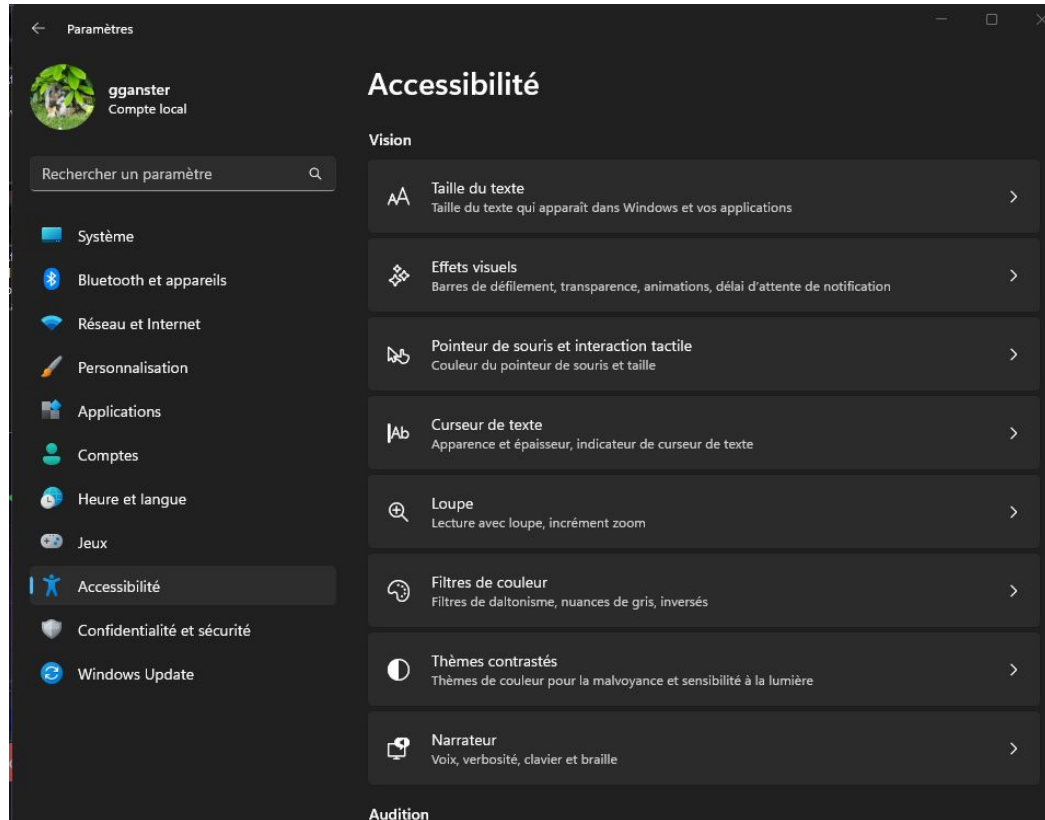 Paramètres
gganster
Compte local
Rechercher un paramètre
Système
Bluetooth et appareils
Réseau et Internet
Personnalisation
Applications
Comptes
Heure et langue
Jeux
Accessibilité
Confidentialité et sécurité
Windows Update
Accessibilité
Vision
Taille du texte
Taille du texte qui apparaît dans Windows et vos applications
Effets visuels
Barres de défilement, transparence, animations, délai d'attente de notification
Pointeur de souris et interaction tactile
Couleur du pointeur de souris et taille
Curseur de texte
Apparence et épaisseur, indicateur de curseur de texte
Loupe
Lecture avec loupe, incrément zoom
Filtres de couleur
Filtres de daltonisme, nuances de gris, inversés
Thèmes contrastés
Thèmes de couleur pour la malvoyance et sensibilité à la lumière
Narrateur
Voix, verbosité, clavier et braille
Audition